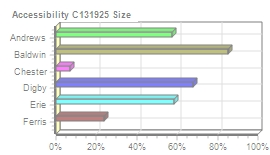 Accessibility C131925 Size
Andrews
Baldwin
Chester
Digby
Erie
Ferris
0% 20% 40% 60% 80% 100%